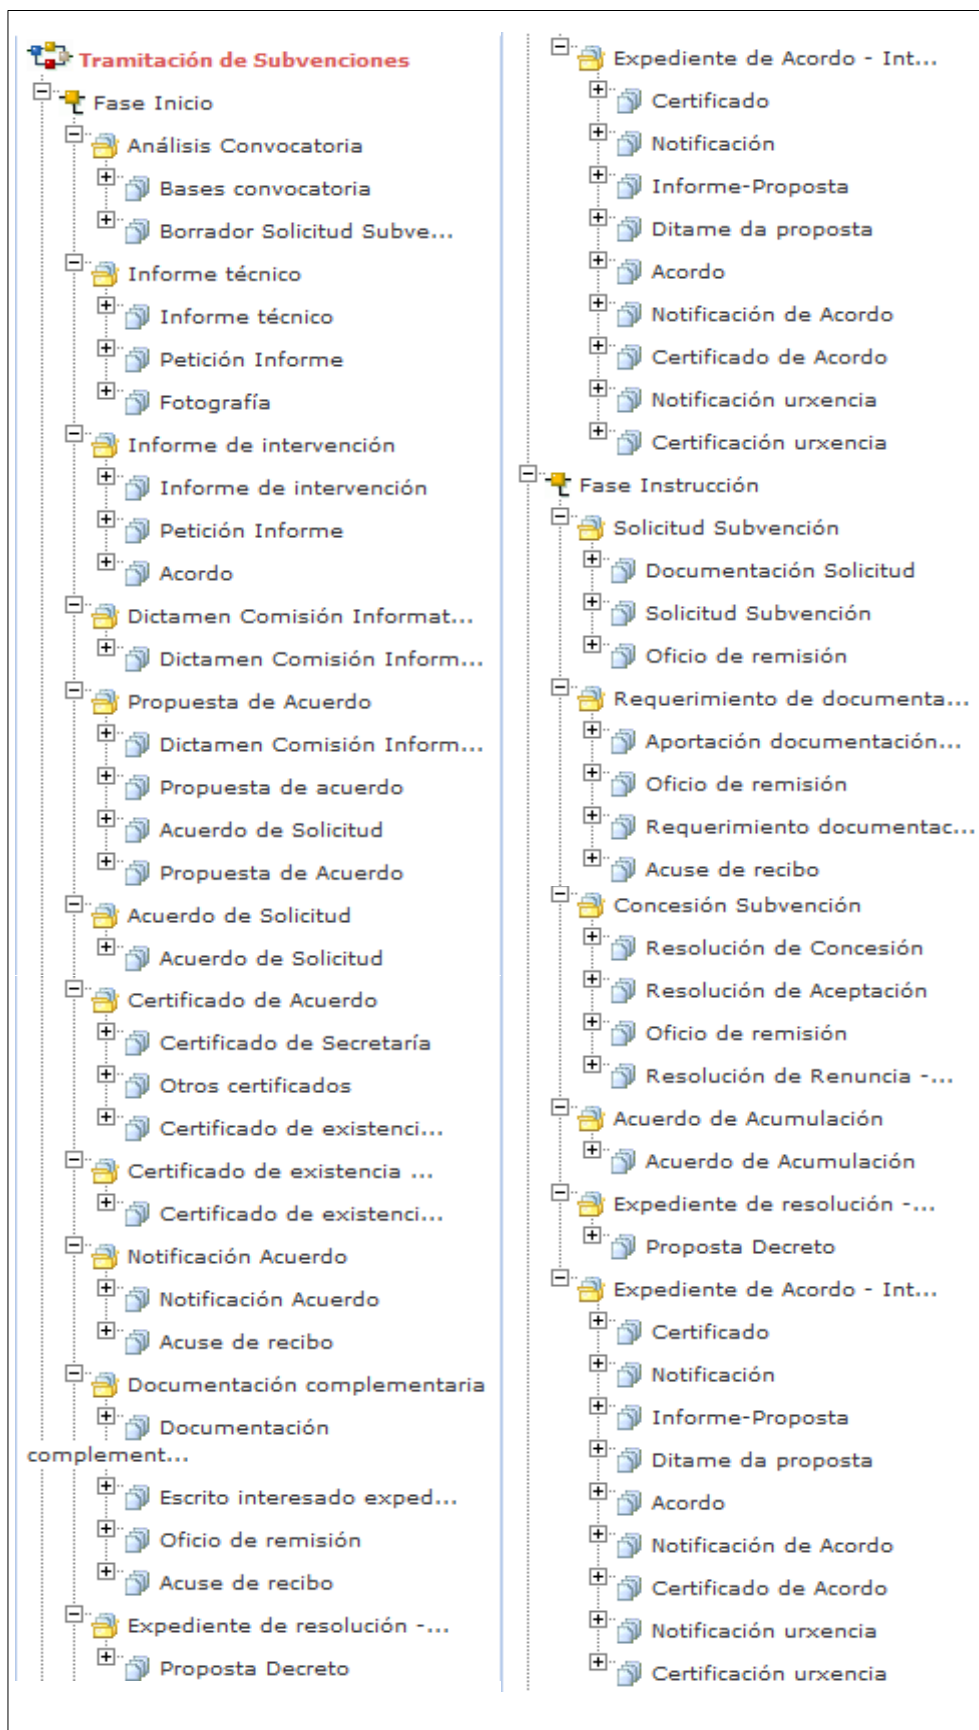 Tramitación de Subvenciones
Fase Inicio
Análisis Convocatoria
Bases convocatoria
Borrador Solicitud Subve...
Informe técnico
Informe técnico
Petición Informe
Fotografía
Informe de intervención
Informe de intervención
Petición Informe
Acordo
Dictamen Comisión Informat...
Dictamen Comisión Inform...
Propuesta de Acuerdo
Dictamen Comisión Inform...
Propuesta de acuerdo
Acuerdo de Solicitud
Propuesta de Acuerdo
Acuerdo de Solicitud
Acuerdo de Solicitud
Certificado de Acuerdo
Certificado de Secretaría
Otros certificados
Certificado de existenci...
Certificado de existencia ...
Certificado de existenci...
Notificación Acuerdo
Notificación Acuerdo
Acuse de recibo
Documentación complementaria
Documentación
complement...
Escrito interesado exped...
Oficio de remisión
Acuse de recibo
Expediente de resolución -...
Proposta Decreto
Expediente de Acordo - Int...
Certificado
Notificación
Informe-Proposta
Ditame da proposta
Acordo
Notificación de Acordo
Certificado de Acordo
Notificación urxencia
Certificación urxencia
Fase Instrucción
Solicitud Subvención
Documentación Solicitud
Solicitud Subvención
Oficio de remisión
Requerimiento de documenta...
Aportación documentación...
Oficio de remisión
Requerimiento documentac...
Acuse de recibo
Concesión Subvención
Resolución de Concesión
Resolución de Aceptación
Oficio de remisión
Resolución de Renuncia -...
Acuerdo de Acumulación
Acuerdo de Acumulación
Expediente de resolución -...
Proposta Decreto
Expediente de Acordo - Int...
Certificado
Notificación
Informe-Proposta
Ditame da proposta
Acordo
Notificación de Acordo
Certificado de Acordo
Notificación urxencia
Certificación urxencia